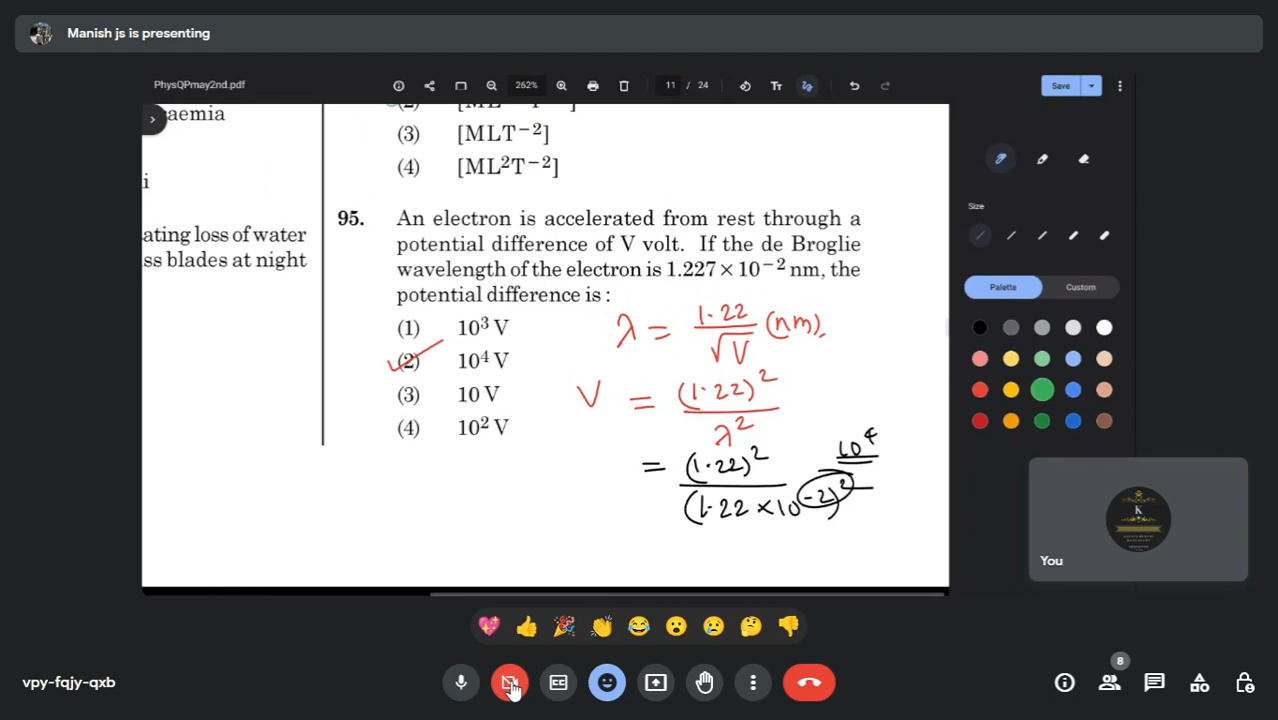 Manish js is presenting
PhysQPmay2nd.pdf
262%
11 / 24
Save
aemia
(3) [MLT⁻²]
(4) [ML²T⁻²]
i
ating loss of water
ss blades at night
95. An electron is accelerated from rest through a
potential difference of V volt. If the de Broglie
wavelength of the electron is 1.227 × 10⁻² nm, the
potential difference is :
(1) 10³ V
(2) 10⁴ V
(3) 10 V
(4) 10² V
λ = 1.22 / √V (nm)
V = (1.22)² / λ²
= (1.22)² / (1.22 × 10⁻²)²
10⁴
Size
Palette Custom
K
You
vpy-fqjy-qxb
8